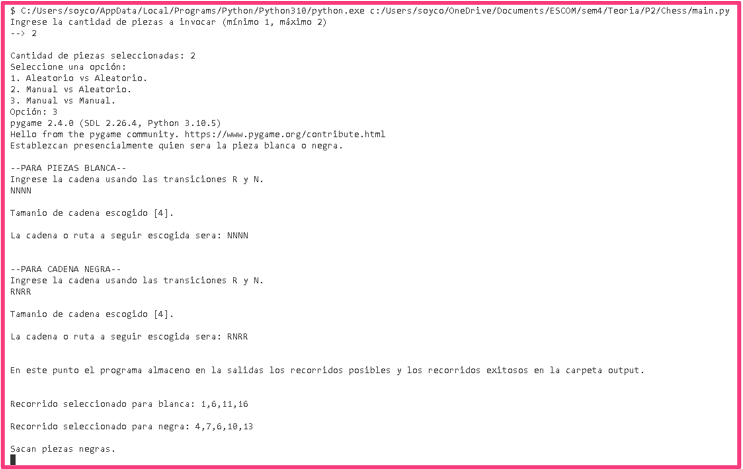 $ C:/Users/soyco/AppData/Local/Programs/Python/Python310/python.exe c:/Users/soyco/OneDrive/Documents/ESCOM/sem4/Teoria/P2/Chess/main.py
Ingrese la cantidad de piezas a invocar (mínimo 1, máximo 2)
--> 2
Cantidad de piezas seleccionadas: 2
Seleccione una opción:
1. Aleatorio vs Aleatorio.
2. Manual vs Aleatorio.
3. Manual vs Manual.
Opción: 3
pygame 2.4.0 (SDL 2.26.4, Python 3.10.5)
Hello from the pygame community. https://www.pygame.org/contribute.html
Establezcan presencialmente quien sera la pieza blanca o negra.
--PARA PIEZAS BLANCA--
Ingrese la cadena usando las transiciones R y N.
NNNN
Tamanio de cadena escogido [4].
La cadena o ruta a seguir escogida sera: NNNN
--PARA CADENA NEGRA--
Ingrese la cadena usando las transiciones R y N.
RNRR
Tamanio de cadena escogido [4].
La cadena o ruta a seguir escogida sera: RNRR
En este punto el programa almaceno en la salidas los recorridos posibles y los recorridos exitosos en la carpeta output.
Recorrido seleccionado para blanca: 1,6,11,16
Recorrido seleccionado para negra: 4,7,6,10,13
Sacan piezas negras.